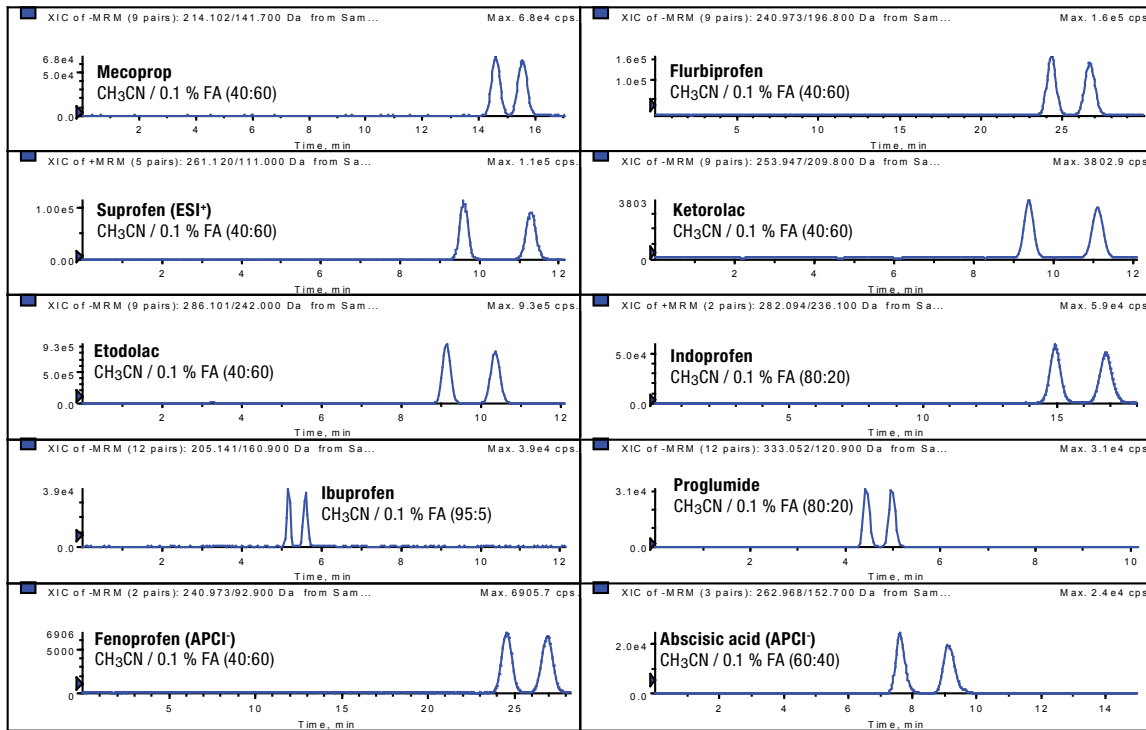 XIC of -MRM (9 pairs): 214.102/141.700 Da from Sam... Max. 6.8e4 cps.
6.8e4
5.0e4
0.0
Mecoprop
CH₃CN / 0.1 % FA (40:60)
2 4 6 8 10 12 14 16
Time, min
XIC of -MRM (9 pairs): 240.973/196.800 Da from Sam... Max. 1.6e5 cps.
1.6e5
1.0e5
0.0
Flurbiprofen
CH₃CN / 0.1 % FA (40:60)
5 10 15 20 25
Time, min
XIC of +MRM (5 pairs): 261.120/111.000 Da from Sa... Max. 1.1e5 cps.
1.00e5
0.00
Suprofen (ESI⁺)
CH₃CN / 0.1 % FA (40:60)
2 4 6 8 10 12
Time, min
XIC of -MRM (9 pairs): 253.947/209.800 Da from Sa... Max. 3802.9 cps.
3803
0
Ketorolac
CH₃CN / 0.1 % FA (40:60)
2 4 6 8 10 12
Time, min
XIC of -MRM (9 pairs): 286.101/242.000 Da from Sam... Max. 9.3e5 cps.
9.3e5
5.0e5
0.0
Etodolac
CH₃CN / 0.1 % FA (40:60)
2 4 6 8 10 12
Time, min
XIC of +MRM (2 pairs): 282.094/236.100 Da from Sa... Max. 5.9e4 cps.
5.0e4
0.0
Indoprofen
CH₃CN / 0.1 % FA (80:20)
5 10 15
Time, min
XIC of -MRM (12 pairs): 205.141/160.900 Da from Sa... Max. 3.9e4 cps.
3.9e4
0.0
Ibuprofen
CH₃CN / 0.1 % FA (95:5)
2 4 6 8 10 12
Time, min
XIC of -MRM (12 pairs): 333.052/120.900 Da from Sa... Max. 3.1e4 cps.
3.1e4
0.0
Proglumide
CH₃CN / 0.1 % FA (80:20)
2 4 6 8 10
Time, min
XIC of -MRM (2 pairs): 240.973/92.900 Da from Sam... Max. 6905.7 cps.
6906
5000
0
Fenoprofen (APCI⁻)
CH₃CN / 0.1 % FA (40:60)
5 10 15 20 25
Time, min
XIC of -MRM (3 pairs): 262.968/152.700 Da from Sam... Max. 2.4e4 cps.
2.0e4
0.0
Abscisic acid (APCI⁻)
CH₃CN / 0.1 % FA (60:40)
2 4 6 8 10 12 14
Time, min